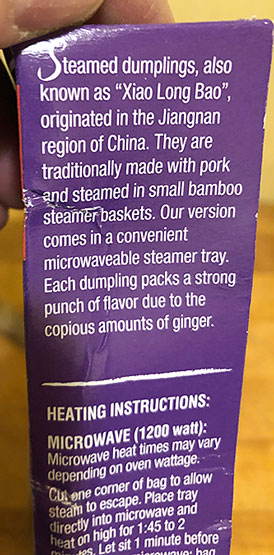 Steamed dumplings, also
known as “Xiao Long Bao”,
originated in the Jiangnan
region of China. They are
traditionally made with pork
and steamed in small bamboo
steamer baskets. Our version
comes in a convenient
microwaveable steamer tray.
Each dumpling packs a strong
punch of flavor due to the
copious amounts of ginger.
HEATING INSTRUCTIONS:
MICROWAVE (1200 watt):
Microwave heat times may vary
depending on oven wattage.
Cut one corner of bag to allow
steam to escape. Place tray
directly into microwave and
heat on high for 1:45 to 2
minutes. Let sit 1 minute before
microwave; bag